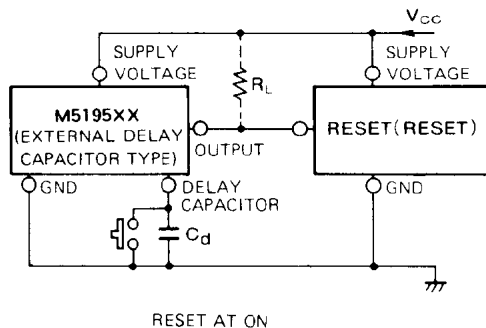 Vcc
SUPPLY
VOLTAGE
SUPPLY
VOLTAGE
RL
M5195XX
(EXTERNAL DELAY
CAPACITOR TYPE)
OUTPUT
RESET(RESET)
GND
DELAY
CAPACITOR
GND
Cd
RESET AT ON